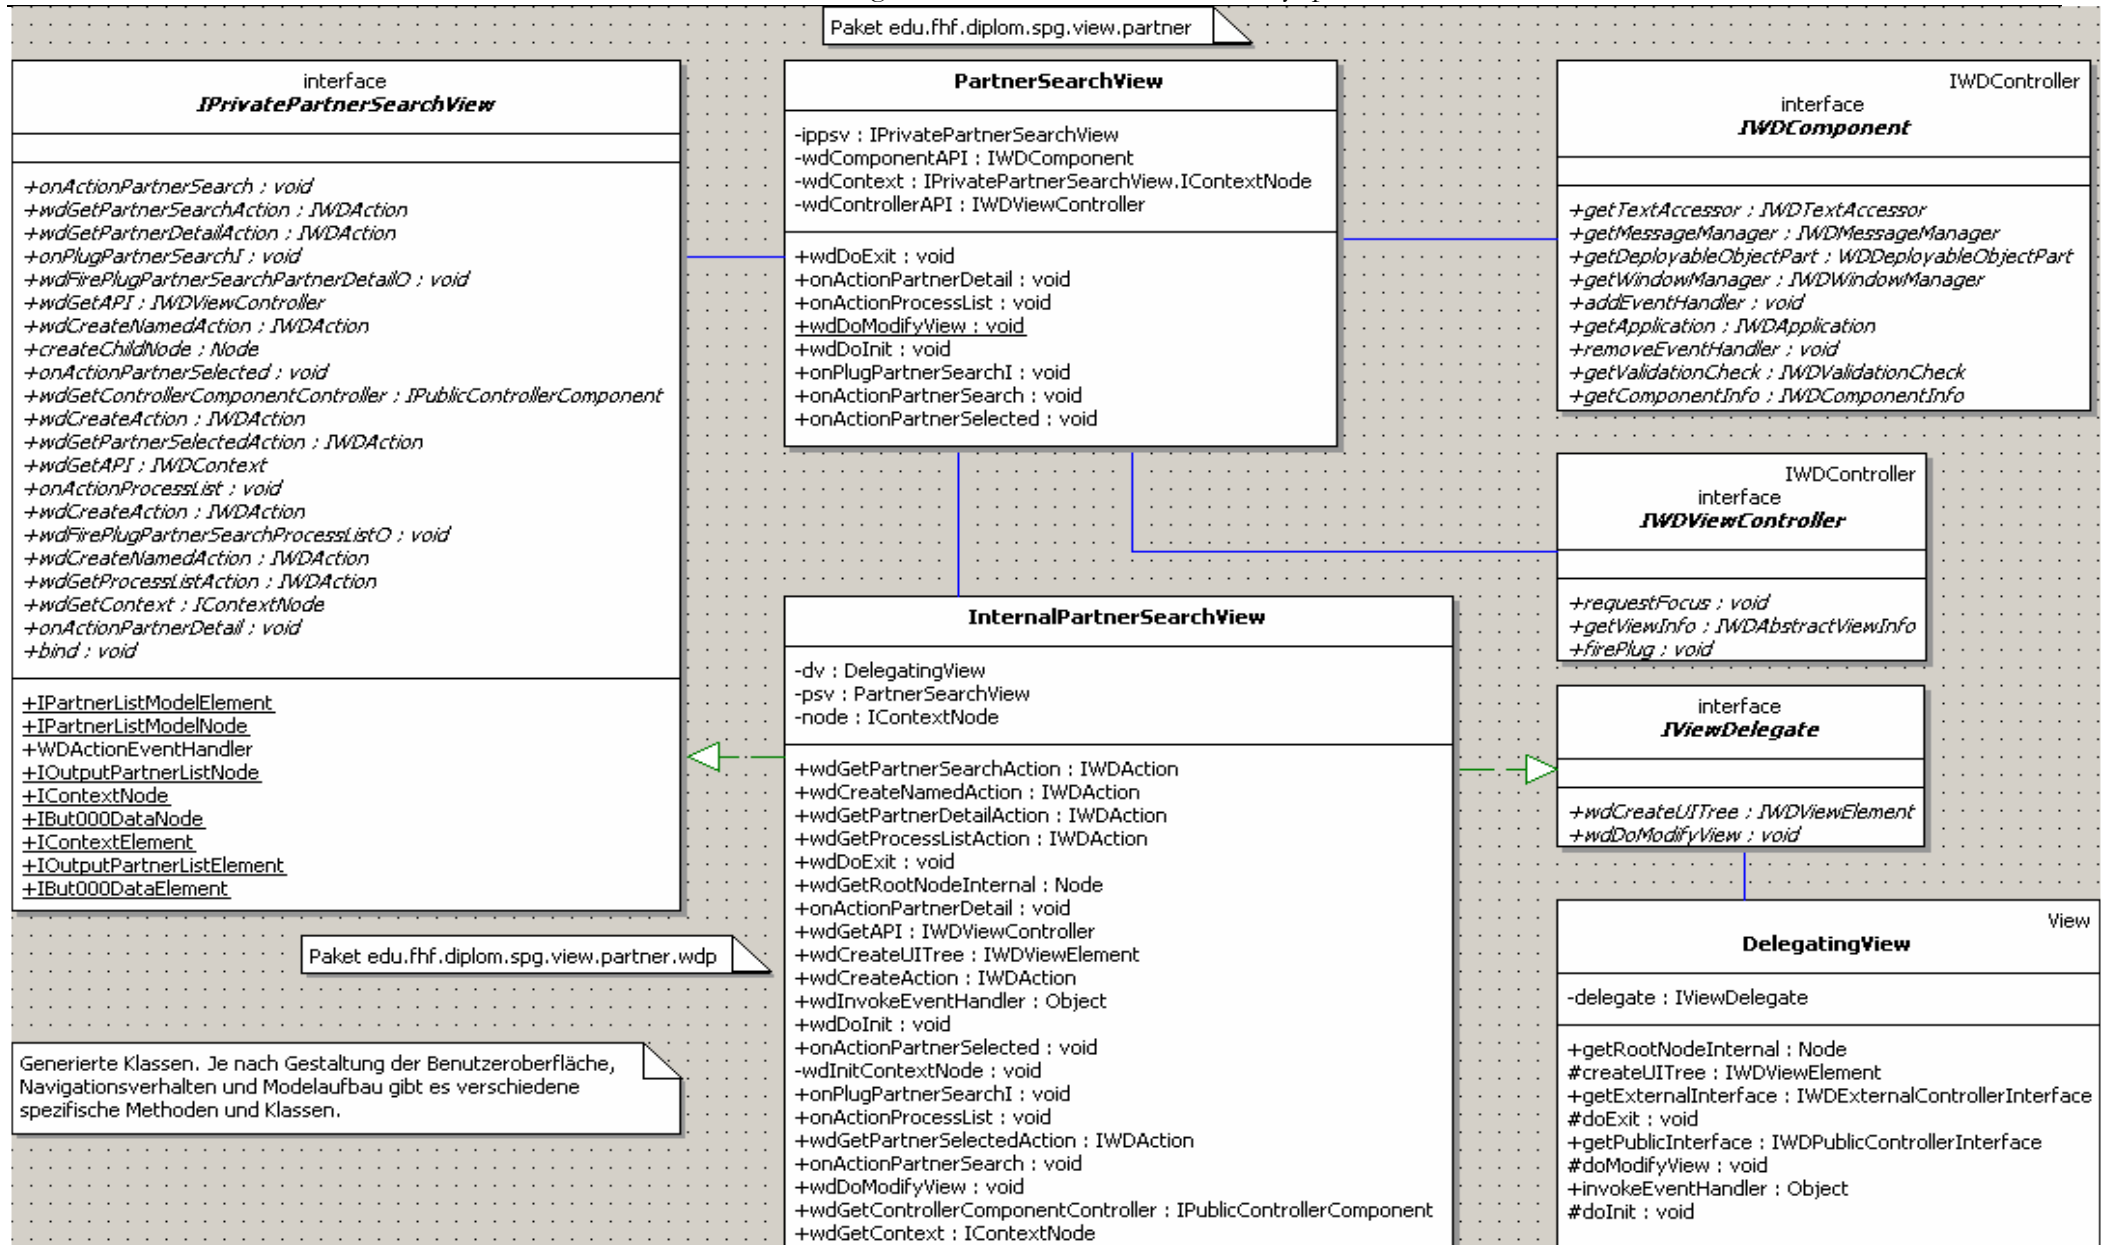 Paket edu.fhf.diplom.spg.view.partner
interface
IPrivatePartnerSearchView
+onActionPartnerSearch : void
+wdGetPartnerSearchAction : IWDAction
+wdGetPartnerDetailAction : IWDAction
+onPlugPartnerSearchI : void
+wdFirePlugPartnerSearchPartnerDetailO : void
+wdGetAPI : IWDViewController
+wdCreateNamedAction : IWDAction
+createChildNode : Node
+onActionPartnerSelected : void
+wdGetControllerComponentController : IPublicControllerComponent
+wdCreateAction : IWDAction
+wdGetPartnerSelectedAction : IWDAction
+wdGetAPI : IWDContext
+onActionProcessList : void
+wdCreateAction : IWDAction
+wdFirePlugPartnerSearchProcessListO : void
+wdCreateNamedAction : IWDAction
+wdGetProcessListAction : IWDAction
+wdGetContext : IContextNode
+onActionPartnerDetail : void
+bind : void
+IPartnerListModelElement
+IPartnerListModelNode
+WDActionEventHandler
+IOutputPartnerListNode
+IContextNode
+IBut000DataNode
+IContextElement
+IOutputPartnerListElement
+IBut000DataElement
Paket edu.fhf.diplom.spg.view.partner.wdp
Generierte Klassen. Je nach Gestaltung der Benutzeroberfläche,
Navigationsverhalten und Modelaufbau gibt es verschiedene
spezifische Methoden und Klassen.
PartnerSearchView
-ippsv : IPrivatePartnerSearchView
-wdComponentAPI : IWDComponent
-wdContext : IPrivatePartnerSearchView.IContextNode
-wdControllerAPI : IWDViewController
+wdDoExit : void
+onActionPartnerDetail : void
+onActionProcessList : void
+wdDoModifyView : void
+wdDoInit : void
+onPlugPartnerSearchI : void
+onActionPartnerSearch : void
+onActionPartnerSelected : void
InternalPartnerSearchView
-dv : DelegatingView
-psv : PartnerSearchView
-node : IContextNode
+wdGetPartnerSearchAction : IWDAction
+wdCreateNamedAction : IWDAction
+wdGetPartnerDetailAction : IWDAction
+wdGetProcessListAction : IWDAction
+wdDoExit : void
+wdGetRootNodeInternal : Node
+onActionPartnerDetail : void
+wdGetAPI : IWDViewController
+wdCreateUITree : IWDViewElement
+wdCreateAction : IWDAction
+wdInvokeEventHandler : Object
+wdDoInit : void
+onActionPartnerSelected : void
-wdInitContextNode : void
+onPlugPartnerSearchI : void
+onActionProcessList : void
+wdGetPartnerSelectedAction : IWDAction
+onActionPartnerSearch : void
+wdDoModifyView : void
+wdGetControllerComponentController : IPublicControllerComponent
+wdGetContext : IContextNode
IWDController
interface
IWDComponent
+getTextAccessor : IWDTextAccessor
+getMessageManager : IWDMessageManager
+getDeployableObjectPart : WDDeployableObjectPart
+getWindowManager : IWDWindowManager
+addEventHandler : void
+getApplication : IWDApplication
+removeEventHandler : void
+getValidationCheck : IWDValidationCheck
+getComponentInfo : IWDComponentInfo
IWDController
interface
IWDViewController
+requestFocus : void
+getViewInfo : IWDAbstractViewInfo
+firePlug : void
interface
IViewDelegate
+wdCreateUITree : IWDViewElement
+wdDoModifyView : void
View
DelegatingView
-delegate : IViewDelegate
+getRootNodeInternal : Node
#createUITree : IWDViewElement
+getExternalInterface : IWDExternalControllerInterface
#doExit : void
+getPublicInterface : IWDPublicControllerInterface
#doModifyView : void
+invokeEventHandler : Object
#doInit : void